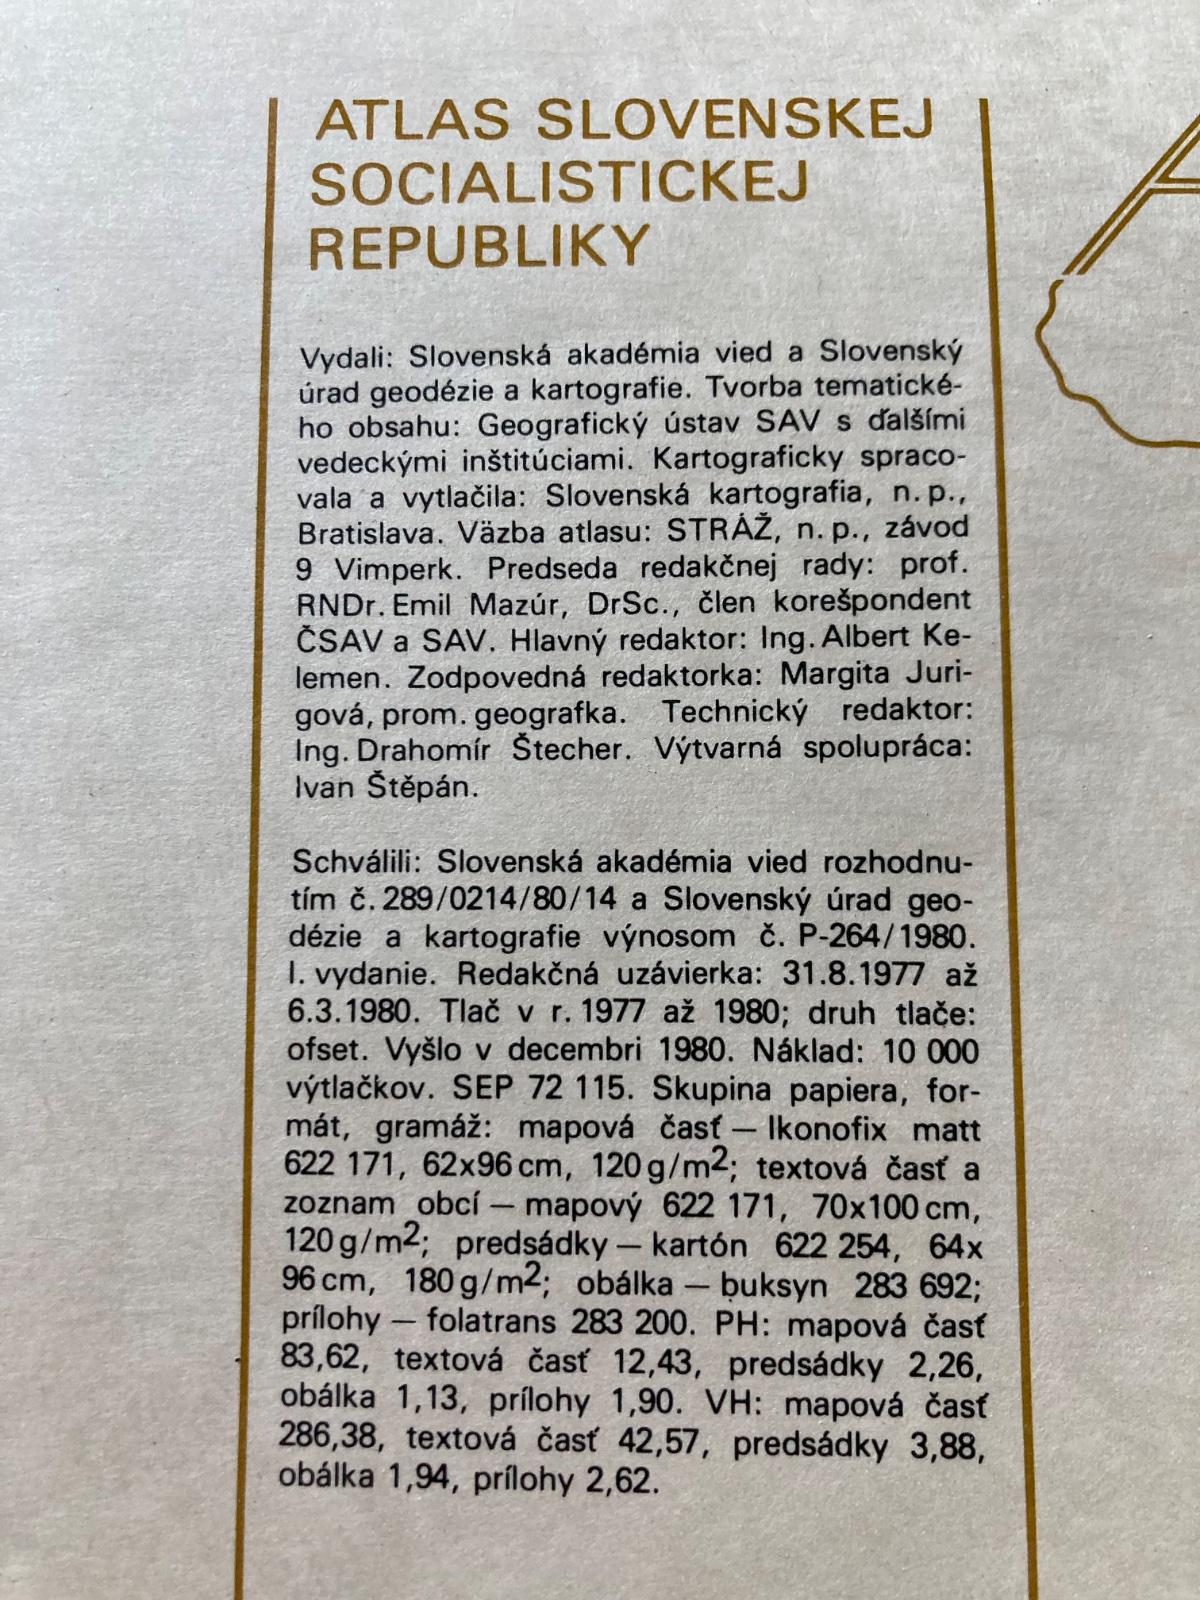 ATLAS SLOVENSKEJ
SOCIALISTICKEJ
REPUBLIKY
Vydali: Slovenská akadémia vied a Slovenský
úrad geodézie a kartografie. Tvorba tematické-
ho obsahu: Geografický ústav SAV s ďalšími
vedeckými inštitúciami. Kartograficky spraco-
vala a vytlačila: Slovenská kartografia, n. p.,
Bratislava. Väzba atlasu: STRÁŽ, n. p., závod
9 Vimperk. Predseda redakčnej rady: prof.
RNDr. Emil Mazúr, DrSc., člen korešpondent
ČSAV a SAV. Hlavný redaktor: Ing. Albert Ke-
lemen. Zodpovedná redaktorka: Margita Juri-
gová, prom. geografka. Technický redaktor:
Ing. Drahomír Štecher. Výtvarná spolupráca:
Ivan Štěpán.
Schválili: Slovenská akadémia vied rozhodnu-
tím č. 289/0214/80/14 a Slovenský úrad geo-
dézie a kartografie výnosom č. P-264/1980.
I. vydanie. Redakčná uzávierka: 31.8.1977 až
6.3.1980. Tlač v r. 1977 až 1980; druh tlače:
ofset. Vyšlo v decembri 1980. Náklad: 10 000
výtlačkov. SEP 72 115. Skupina papiera, for-
mát, gramáž: mapová časť — Ikonofix matt
622 171, 62x96 cm, 120 g/m²; textová časť a
zoznam obcí — mapový 622 171, 70x100 cm,
120 g/m²; predsádky — kartón 622 254, 64x
96 cm, 180 g/m²; obálka — buksyn 283 692;
prílohy — folatrans 283 200. PH: mapová časť
83,62, textová časť 12,43, predsádky 2,26,
obálka 1,13, prílohy 1,90. VH: mapová časť
286,38, textová časť 42,57, predsádky 3,88,
obálka 1,94, prílohy 2,62.